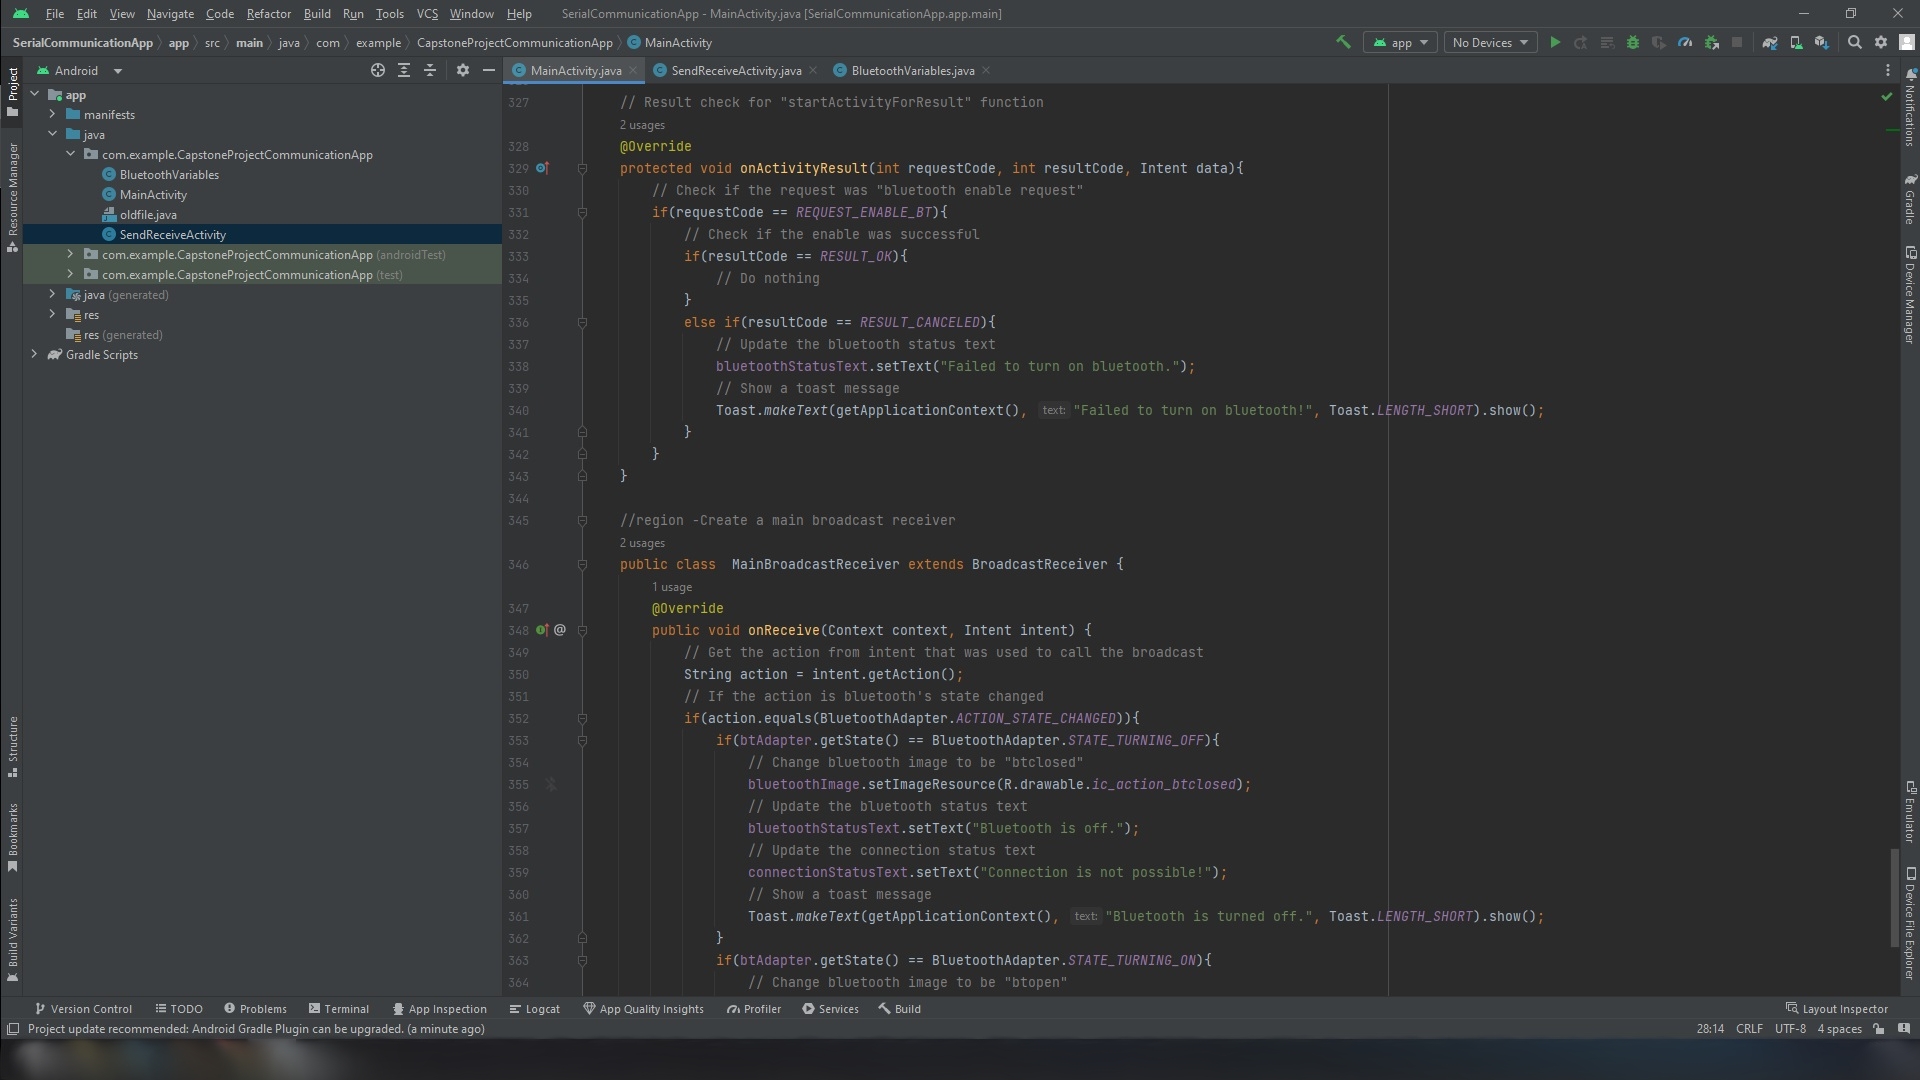 File Edit View Navigate Code Refactor Build Run Tools VCS Window Help SerialCommunicationApp - MainActivity.java [SerialCommunicationApp.app.main]
SerialCommunicationApp app src main java com example CapstoneProjectCommunicationApp MainActivity app No Devices
Project
Resource Manager
Structure
Bookmarks
Build Variants
Android
app
manifests
java
com.example.CapstoneProjectCommunicationApp
BluetoothVariables
MainActivity
oldfile.java
SendReceiveActivity
com.example.CapstoneProjectCommunicationApp (androidTest)
com.example.CapstoneProjectCommunicationApp (test)
java (generated)
res
res (generated)
Gradle Scripts
MainActivity.java SendReceiveActivity.java BluetoothVariables.java
327 // Result check for "startActivityForResult" function
2 usages
328 @Override
329 protected void onActivityResult(int requestCode, int resultCode, Intent data){
330 // Check if the request was "bluetooth enable request"
331 if(requestCode == REQUEST_ENABLE_BT){
332 // Check if the enable was successful
333 if(resultCode == RESULT_OK){
334 // Do nothing
335 }
336 else if(resultCode == RESULT_CANCELED){
337 // Update the bluetooth status text
338 bluetoothStatusText.setText("Failed to turn on bluetooth.");
339 // Show a toast message
340 Toast.makeText(getApplicationContext(), text: "Failed to turn on bluetooth!", Toast.LENGTH_SHORT).show();
341 }
342 }
343 }
344
345 //region -Create a main broadcast receiver
2 usages
346 public class  MainBroadcastReceiver extends BroadcastReceiver {
1 usage
347 @Override
348 @ public void onReceive(Context context, Intent intent) {
349 // Get the action from intent that was used to call the broadcast
350 String action = intent.getAction();
351 // If the action is bluetooth's state changed
352 if(action.equals(BluetoothAdapter.ACTION_STATE_CHANGED)){
353 if(btAdapter.getState() == BluetoothAdapter.STATE_TURNING_OFF){
354 // Change bluetooth image to be "btclosed"
355 bluetoothImage.setImageResource(R.drawable.ic_action_btclosed);
356 // Update the bluetooth status text
357 bluetoothStatusText.setText("Bluetooth is off.");
358 // Update the connection status text
359 connectionStatusText.setText("Connection is not possible!");
360 // Show a toast message
361 Toast.makeText(getApplicationContext(), text: "Bluetooth is turned off.", Toast.LENGTH_SHORT).show();
362 }
363 if(btAdapter.getState() == BluetoothAdapter.STATE_TURNING_ON){
364 // Change bluetooth image to be "btopen"
Notifications
Gradle
Device Manager
Emulator
Device File Explorer
Version Control TODO Problems Terminal App Inspection Logcat App Quality Insights Profiler Services Build Layout Inspector
Project update recommended: Android Gradle Plugin can be upgraded. (a minute ago) 28:14 CRLF UTF-8 4 spaces